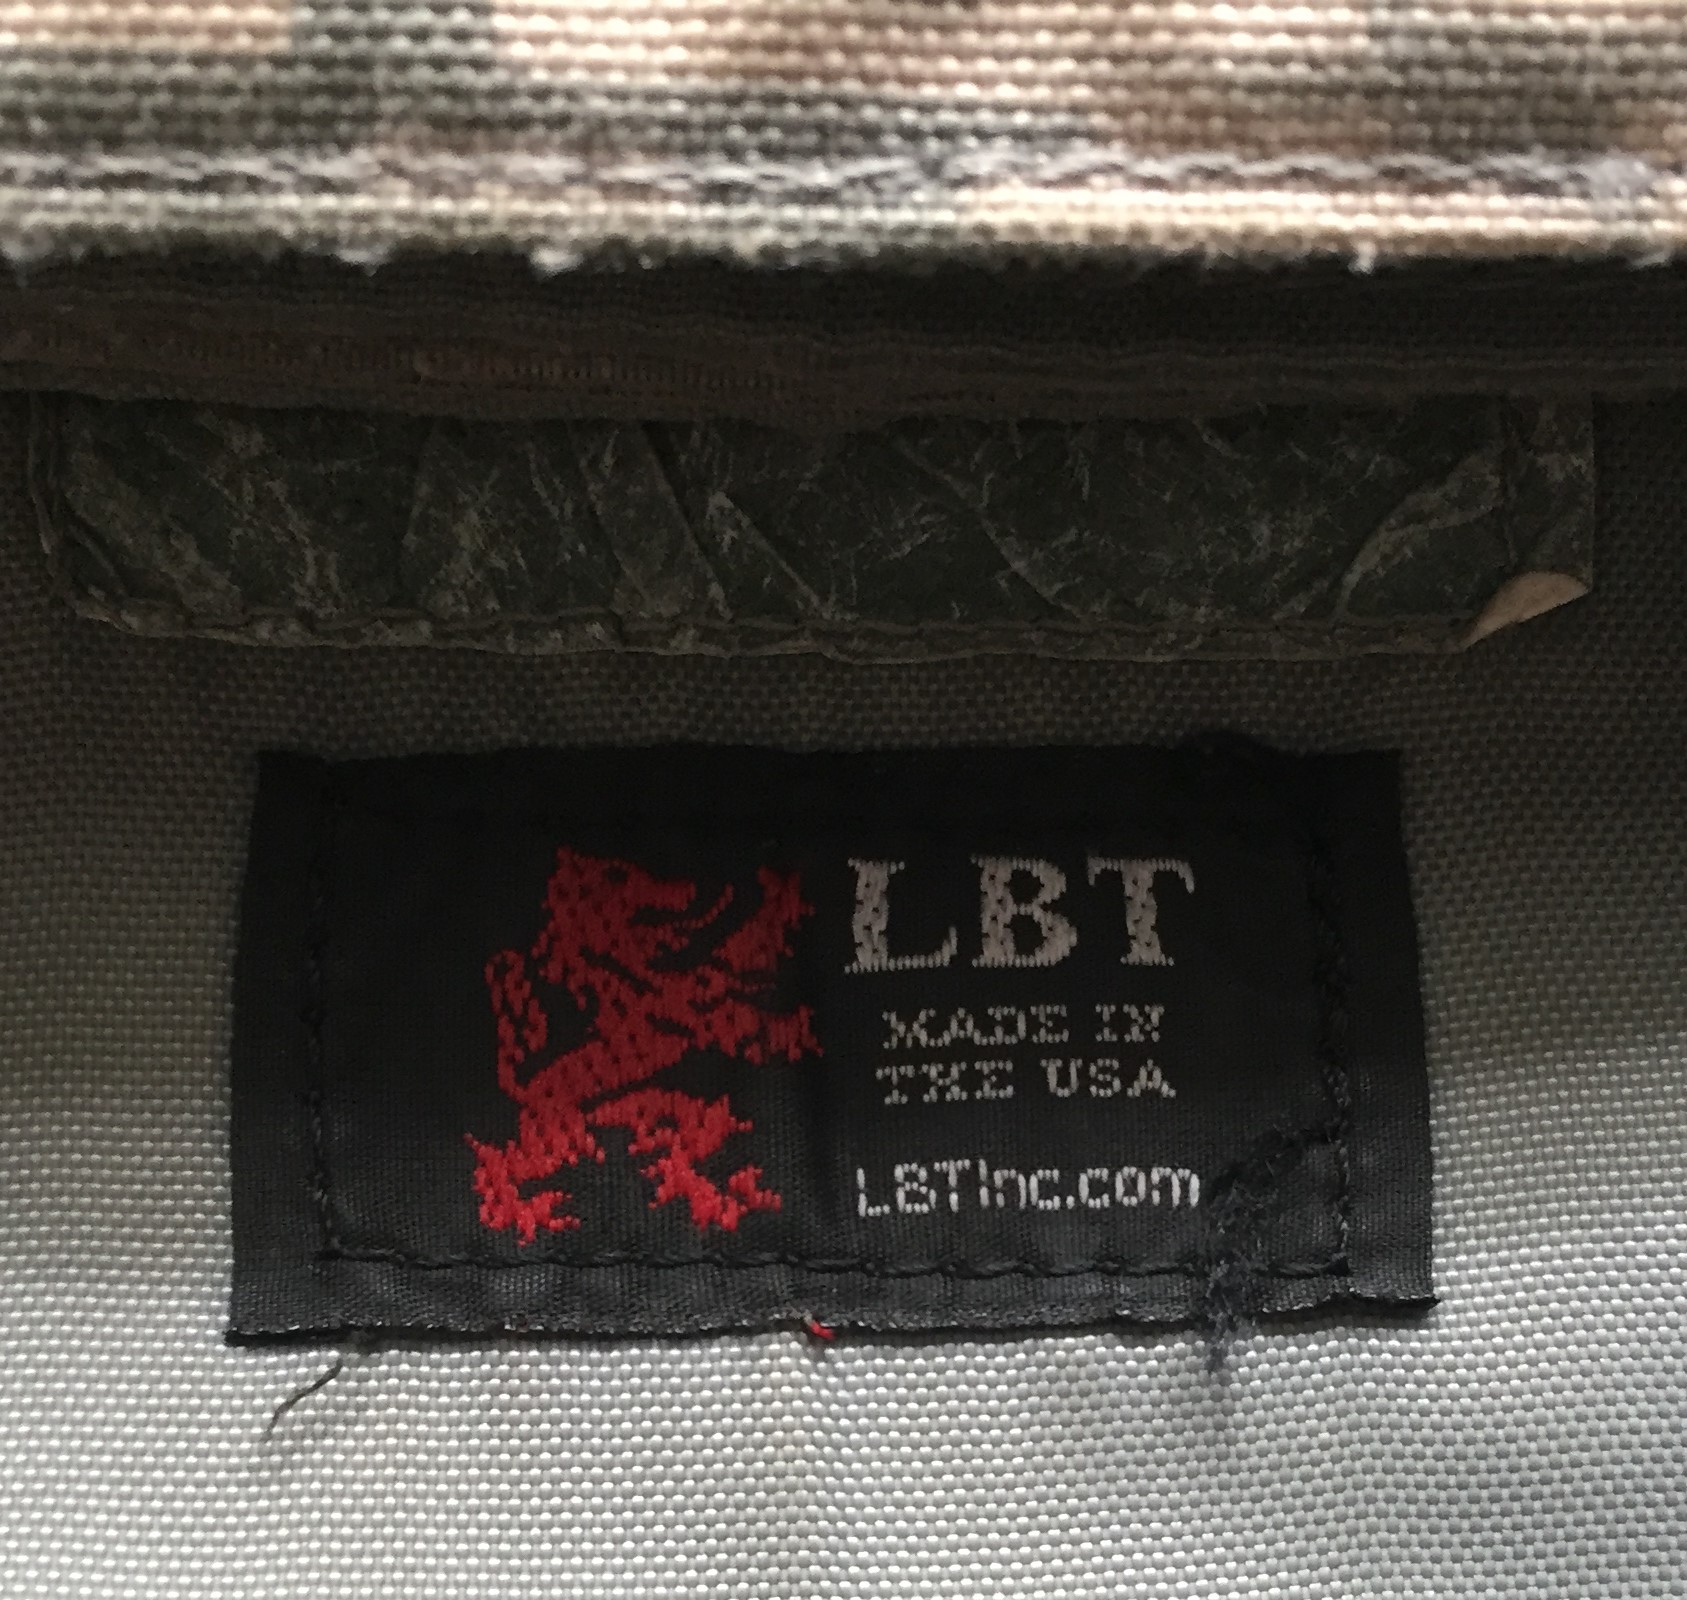 LBT
MADE IN
THE USA
LBTInc.com